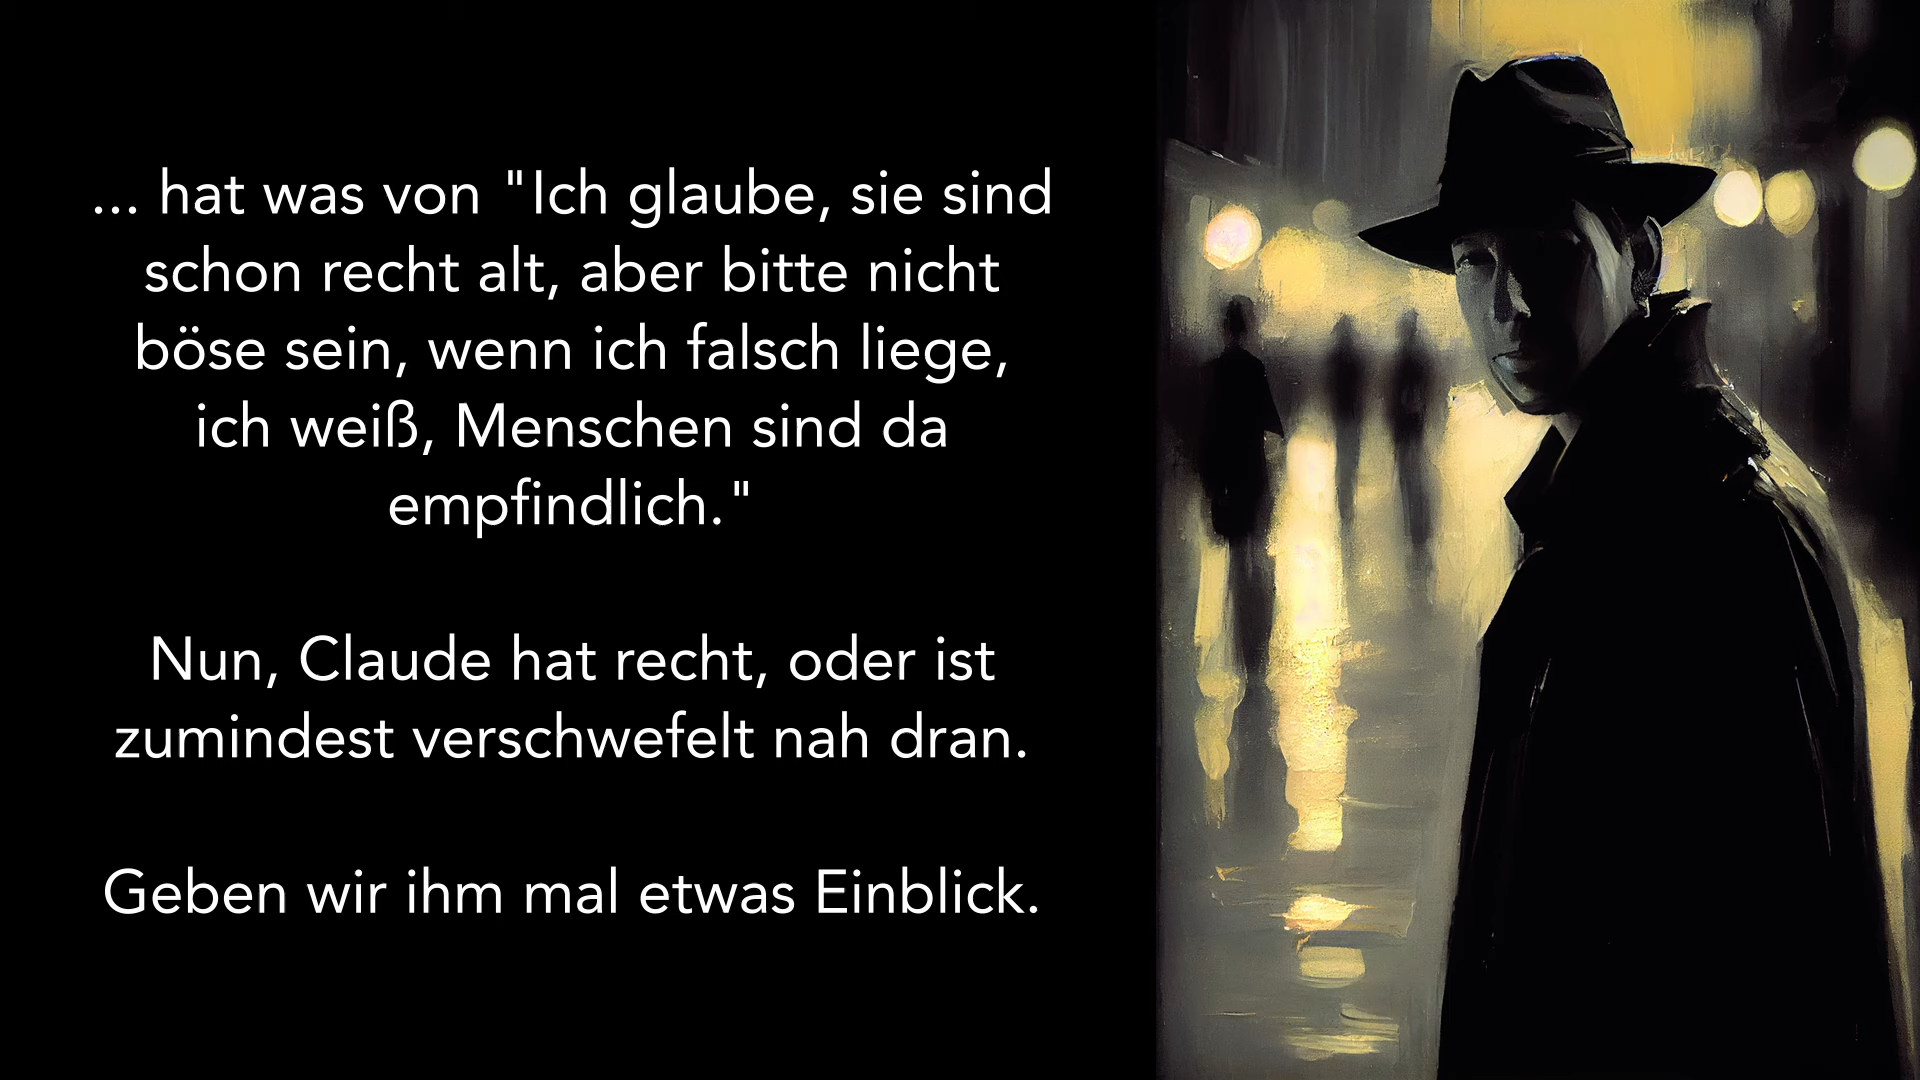 ... hat was von "Ich glaube, sie sind
schon recht alt, aber bitte nicht
böse sein, wenn ich falsch liege,
ich weiß, Menschen sind da
empfindlich."
Nun, Claude hat recht, oder ist
zumindest verschwefelt nah dran.
Geben wir ihm mal etwas Einblick.